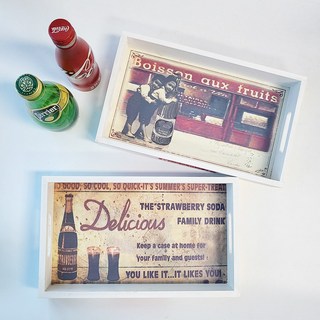 Boisson aux fruits
Perrier
SO GOOD, SO COOL, SO QUICK-IT'S SUMMER'S SUPER-TREAT
THE STRAWBERRY SODA
Delicious
FAMILY DRINK
Keep a case at home for
your family and guests!
YOU LIKE IT...IT LIKES YOU!